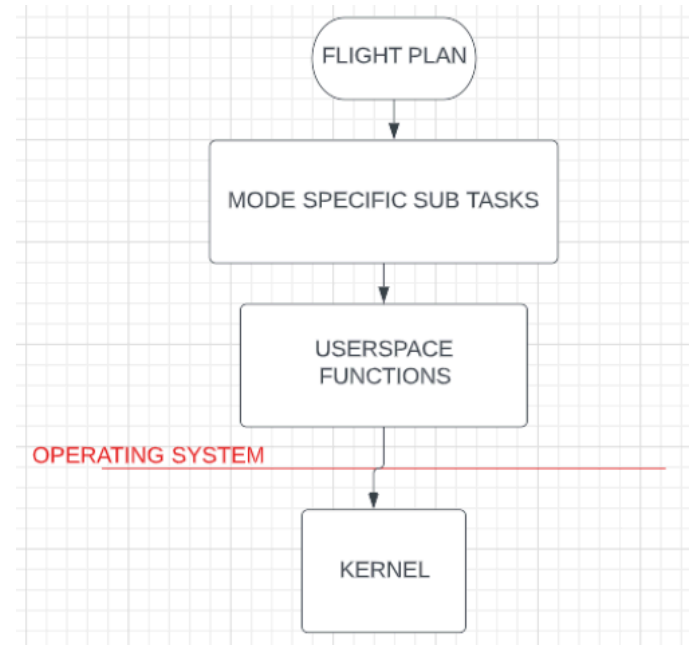 FLIGHT PLAN
MODE SPECIFIC SUB TASKS
USERSPACE
FUNCTIONS
OPERATING SYSTEM
KERNEL